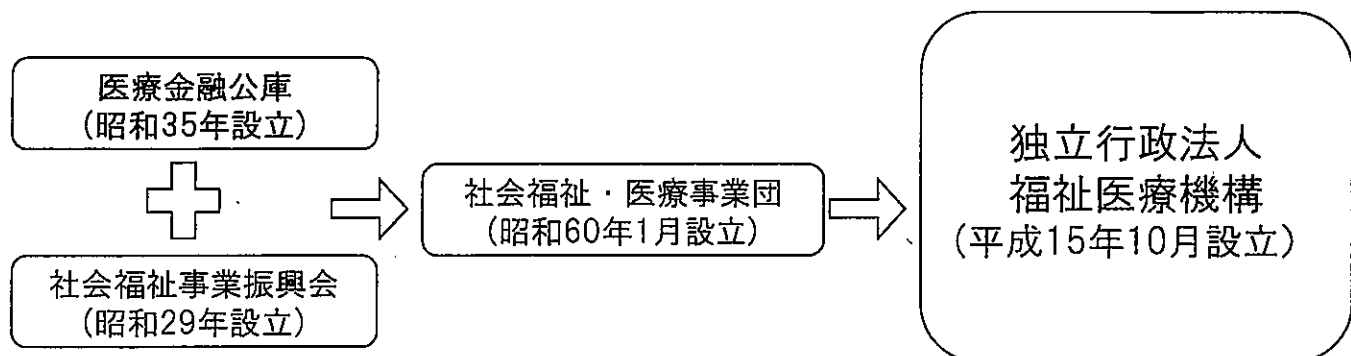 医療金融公庫
(昭和35年設立)
社会福祉事業振興会
(昭和29年設立)
社会福祉・医療事業団
(昭和60年1月設立)
独立行政法人
福祉医療機構
(平成15年10月設立)